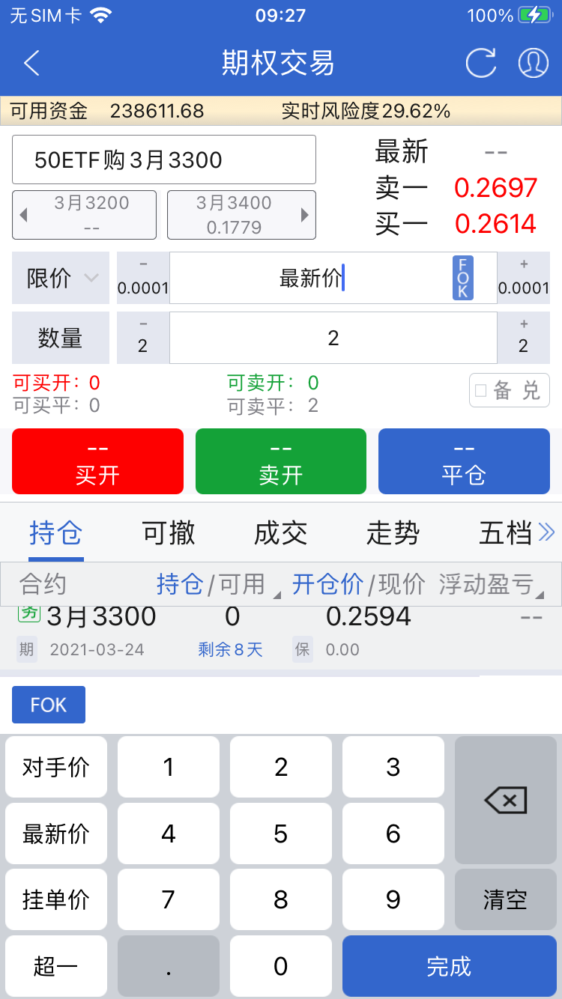 无SIM卡 09:27 100%
期权交易
可用资金 238611.68 实时风险度29.62%
50ETF购3月3300
最新 --
卖一 0.2697
买一 0.2614
3月3200 3月3400
-- 0.1779
限价 − 0.0001 最新价 FOK + 0.0001
数量 − 2 2 + 2
可买开: 0 可卖开: 0
可买平: 0 可卖平: 2
备 兑
-- -- --
买开 卖开 平仓
持仓 可撤 成交 走势 五档
合约 持仓/可用 开仓价/现价 浮动盈亏
务 3月3300 0 0.2594 --
期 2021-03-24 剩余8天 保 0.00
FOK
对手价 1 2 3
最新价 4 5 6
挂单价 7 8 9 清空
超一 . 0 完成